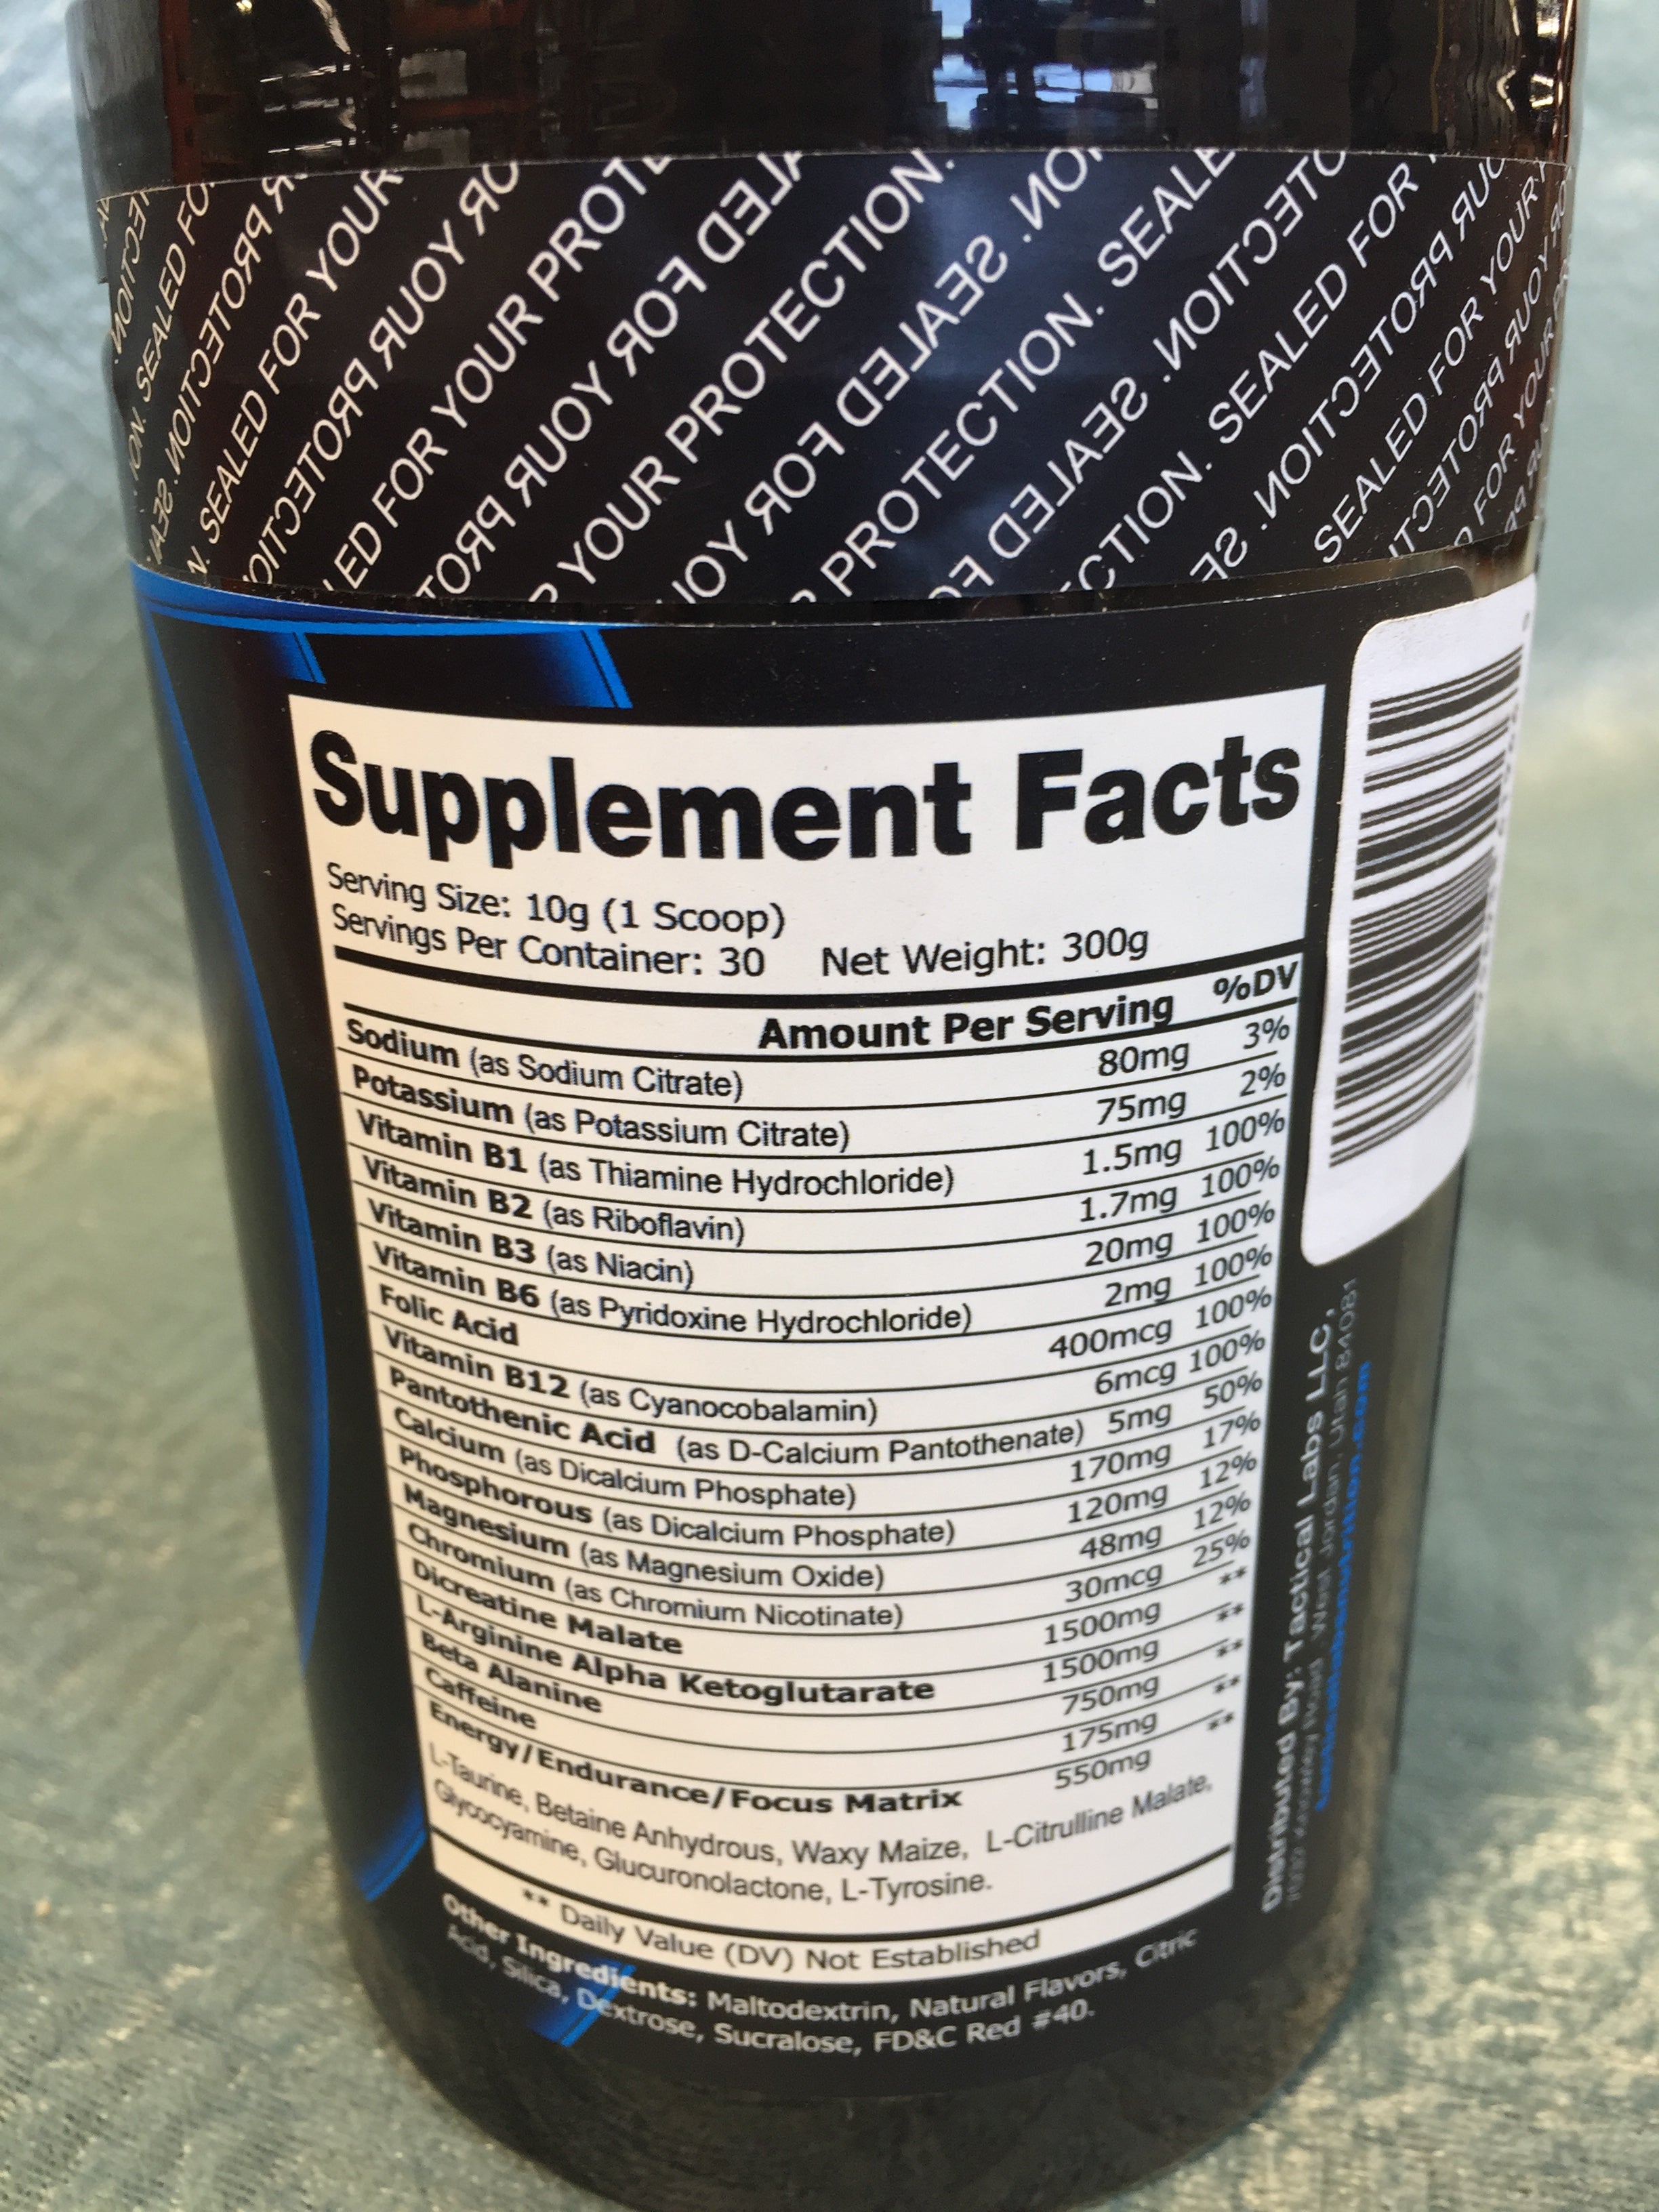 SEALED FOR YOUR PROTECTION.
Supplement Facts
Serving Size: 10g (1 Scoop)
Servings Per Container: 30 Net Weight: 300g
Amount Per Serving %DV
Sodium (as Sodium Citrate) 80mg 3%
Potassium (as Potassium Citrate) 75mg 2%
Vitamin B1 (as Thiamine Hydrochloride) 1.5mg 100%
Vitamin B2 (as Riboflavin) 1.7mg 100%
Vitamin B3 (as Niacin) 20mg 100%
Vitamin B6 (as Pyridoxine Hydrochloride) 2mg 100%
Folic Acid 400mcg 100%
Vitamin B12 (as Cyanocobalamin) 6mcg 100%
Pantothenic Acid (as D-Calcium Pantothenate) 5mg 50%
Calcium (as Dicalcium Phosphate) 170mg 17%
Phosphorous (as Dicalcium Phosphate) 120mg 12%
Magnesium (as Magnesium Oxide) 48mg 12%
Chromium (as Chromium Nicotinate) 30mcg 25%
Dicreatine Malate 1500mg **
L-Arginine Alpha Ketoglutarate 1500mg **
Beta Alanine 750mg **
Caffeine 175mg **
Energy/Endurance/Focus Matrix 550mg **
L-Taurine, Betaine Anhydrous, Waxy Maize, L-Citrulline Malate,
Glycocyamine, Glucuronolactone, L-Tyrosine.
** Daily Value (DV) Not Established
Other Ingredients: Maltodextrin, Natural Flavors, Citric
Acid, Silica, Dextrose, Sucralose, FD&C Red #40.
Distributed By: Tactical Labs LLC,
West Jordan, Utah 84081